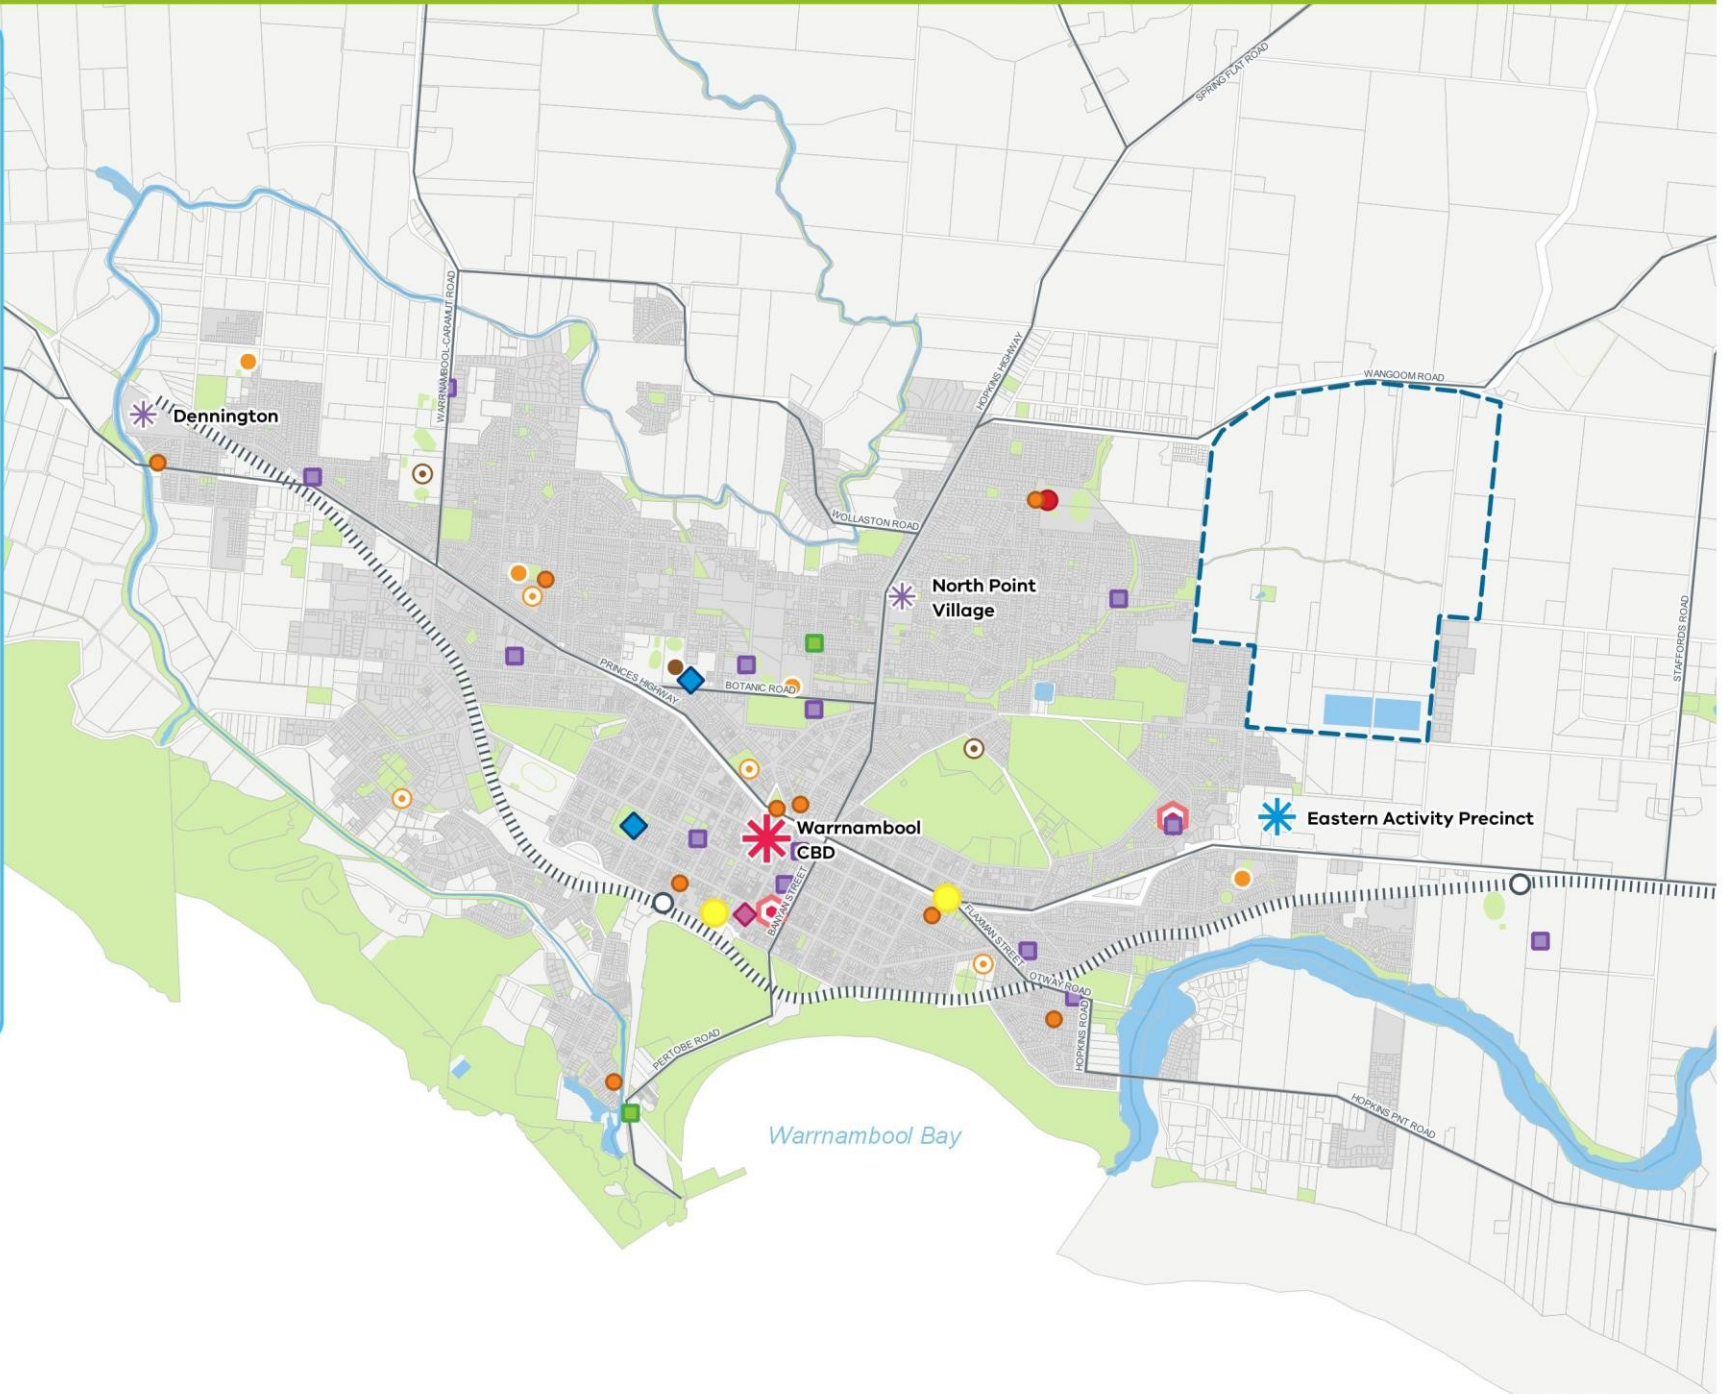 SPRING FLAT ROAD
WARRNAMBOOL-CARAMUT ROAD
HOPKINS HIGHWAY
WANGOOM ROAD
Dennington
WOLLASTON ROAD
North Point
Village
STAFFORDS ROAD
PRINCES HIGHWAY
BOTANIC ROAD
Warrnambool
CBD
Eastern Activity Precinct
BANYAN STREET
FLAXMAN STREET
OTWAY ROAD
HOPKINS ROAD
PERTOBE ROAD
HOPKINS PNT ROAD
Warrnambool Bay